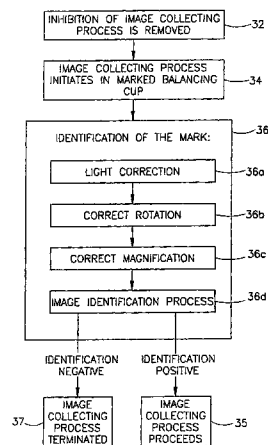 INHIBITION OF IMAGE COLLECTING
PROCESS IS REMOVED
32
IMAGE COLLECTING PROCESS
INITIATES IN MARKED BALANCING
CUP
34
36
IDENTIFICATION OF THE MARK:
LIGHT CORRECTION
36a
CORRECT ROTATION
36b
CORRECT MAGNIFICATION
36c
IMAGE IDENTIFICATION PROCESS
36d
IDENTIFICATION
NEGATIVE
IDENTIFICATION
POSITIVE
37
IMAGE
COLLECTING
PROCESS
TERMINATED
IMAGE
COLLECTING
PROCESS
PROCEEDS
35